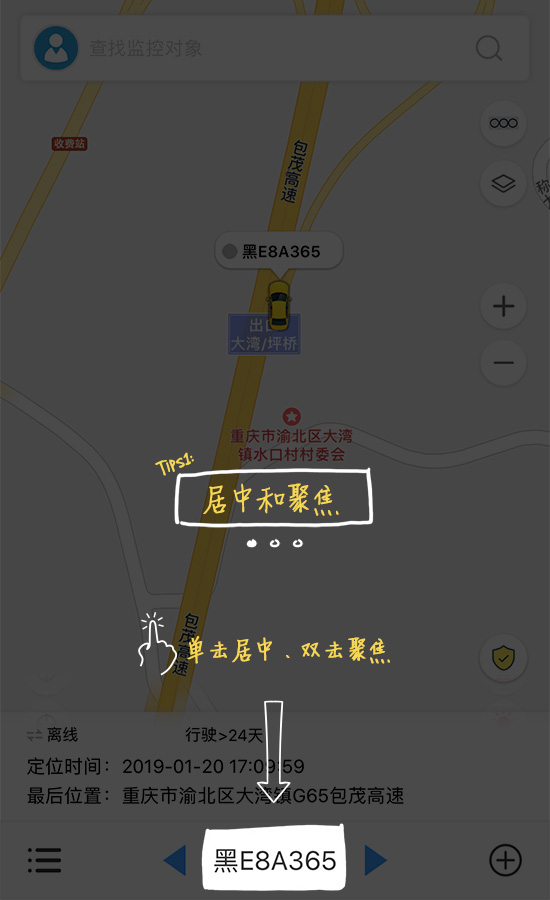 查找监控对象
收费站
包茂高速
称
黑E8A365
出口
大湾/坪桥
重庆市渝北区大湾
镇水口村村委会
TIPS1:
居中和聚焦
包茂高速
单击居中、双击聚焦
离线 行驶>24天
定位时间：2019-01-20 17:09:59
最后位置：重庆市渝北区大湾镇G65包茂高速
黑E8A365